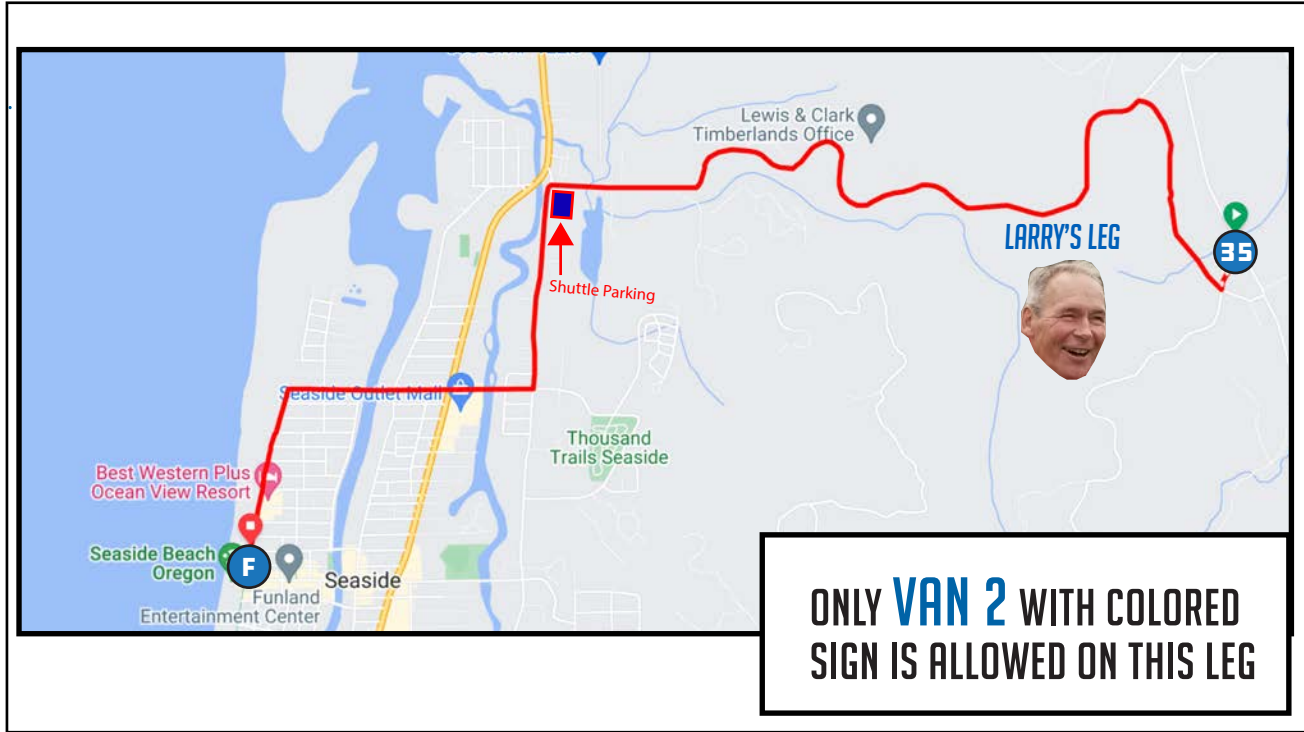 Lewis & Clark
Timberlands Office
LARRY'S LEG
35
Shuttle Parking
Seaside Outlet Mall
Thousand
Trails Seaside
Best Western Plus
Ocean View Resort
Seaside Beach
Oregon
F
Funland
Entertainment Center
Seaside
ONLY VAN 2 WITH COLORED
SIGN IS ALLOWED ON THIS LEG